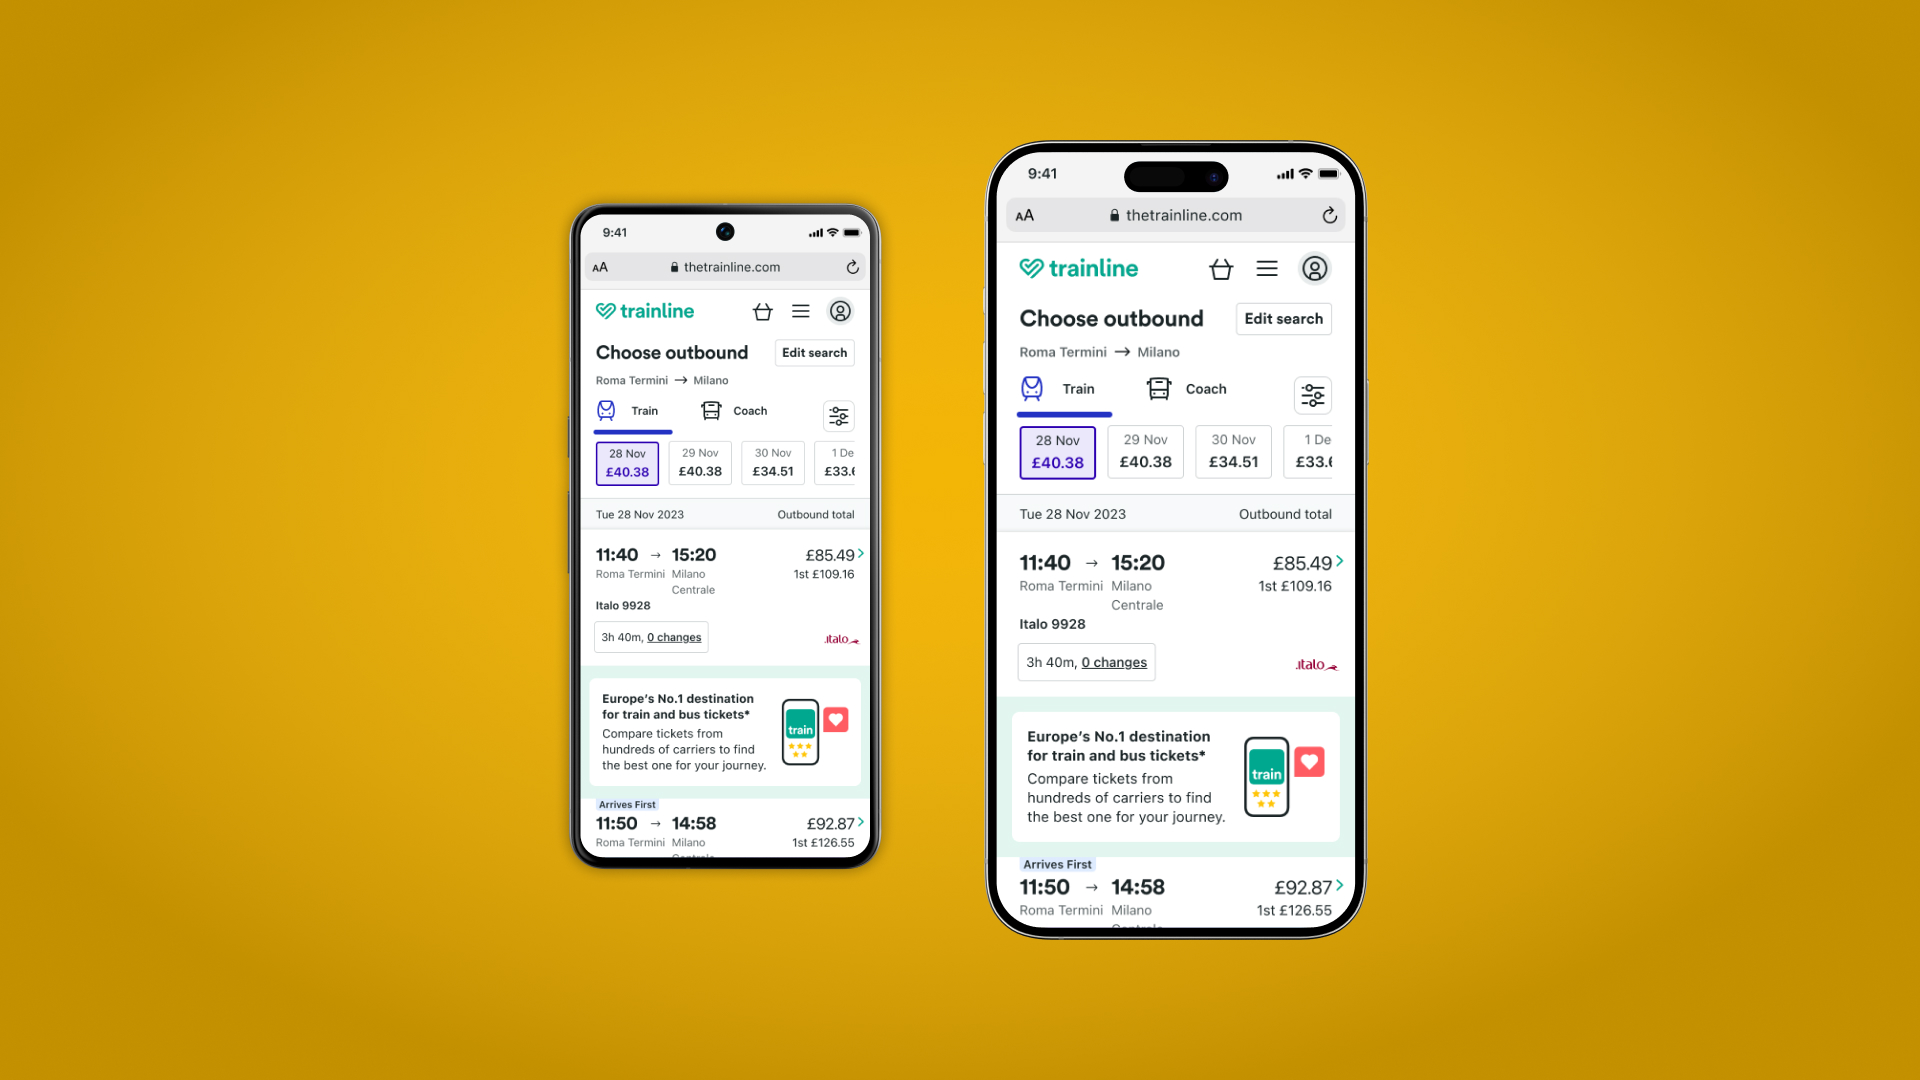 9:41
AA thetrainline.com
trainline
Choose outbound Edit search
Roma Termini → Milano
Train Coach
28 Nov 29 Nov 30 Nov 1 De
£40.38 £40.38 £34.51 £33.6
Tue 28 Nov 2023 Outbound total
11:40 → 15:20 £85.49
Roma Termini Milano 1st £109.16
Centrale
Italo 9928
3h 40m, 0 changes italo
Europe's No.1 destination
for train and bus tickets*
Compare tickets from
hundreds of carriers to find
the best one for your journey.
train
Arrives First
11:50 → 14:58 £92.87
Roma Termini Milano 1st £126.55
9:41
AA thetrainline.com
trainline
Choose outbound Edit search
Roma Termini → Milano
Train Coach
28 Nov 29 Nov 30 Nov 1 De
£40.38 £40.38 £34.51 £33.6
Tue 28 Nov 2023 Outbound total
11:40 → 15:20 £85.49
Roma Termini Milano 1st £109.16
Centrale
Italo 9928
3h 40m, 0 changes italo
Europe's No.1 destination
for train and bus tickets*
Compare tickets from
hundreds of carriers to find
the best one for your journey.
train
Arrives First
11:50 → 14:58 £92.87
Roma Termini Milano 1st £126.55